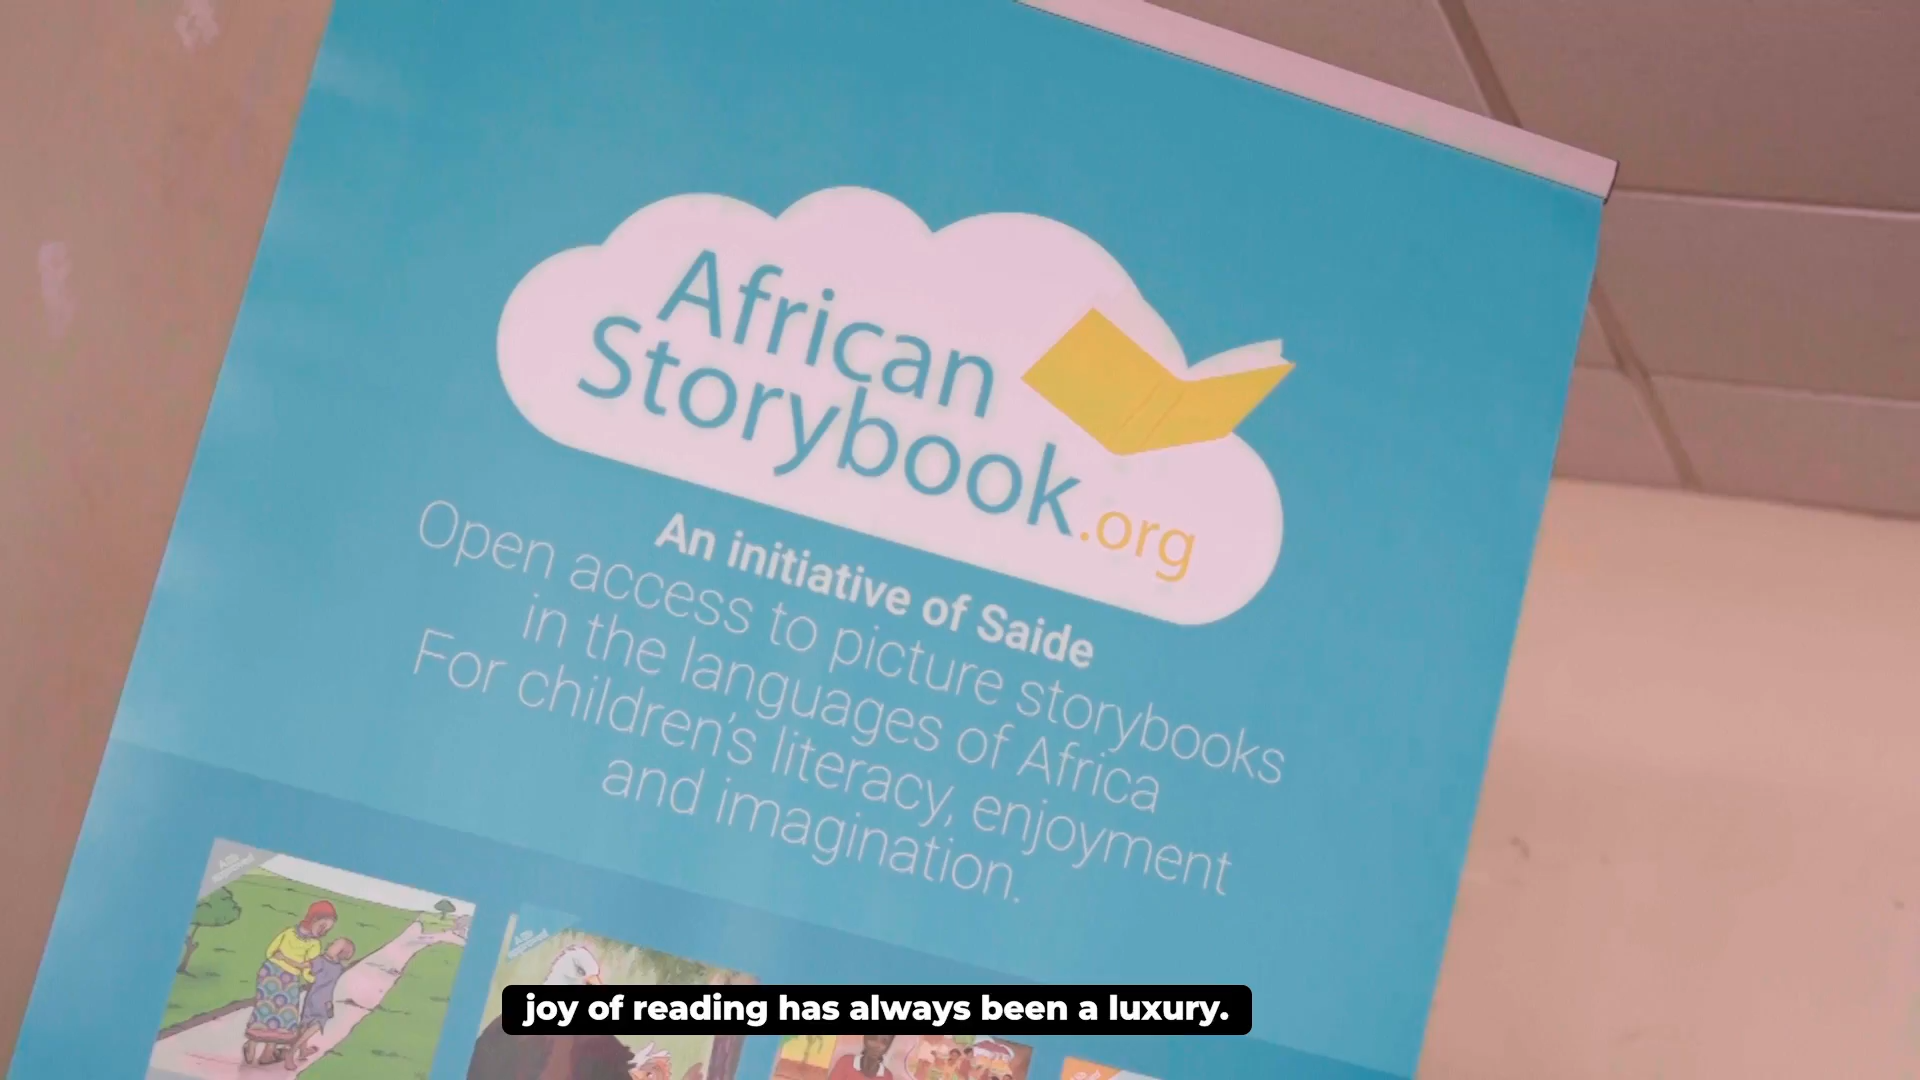 African
Storybook.org
An initiative of Saide
Open access to picture storybooks
in the languages of Africa
For children's literacy, enjoyment
and imagination.
joy of reading has always been a luxury.